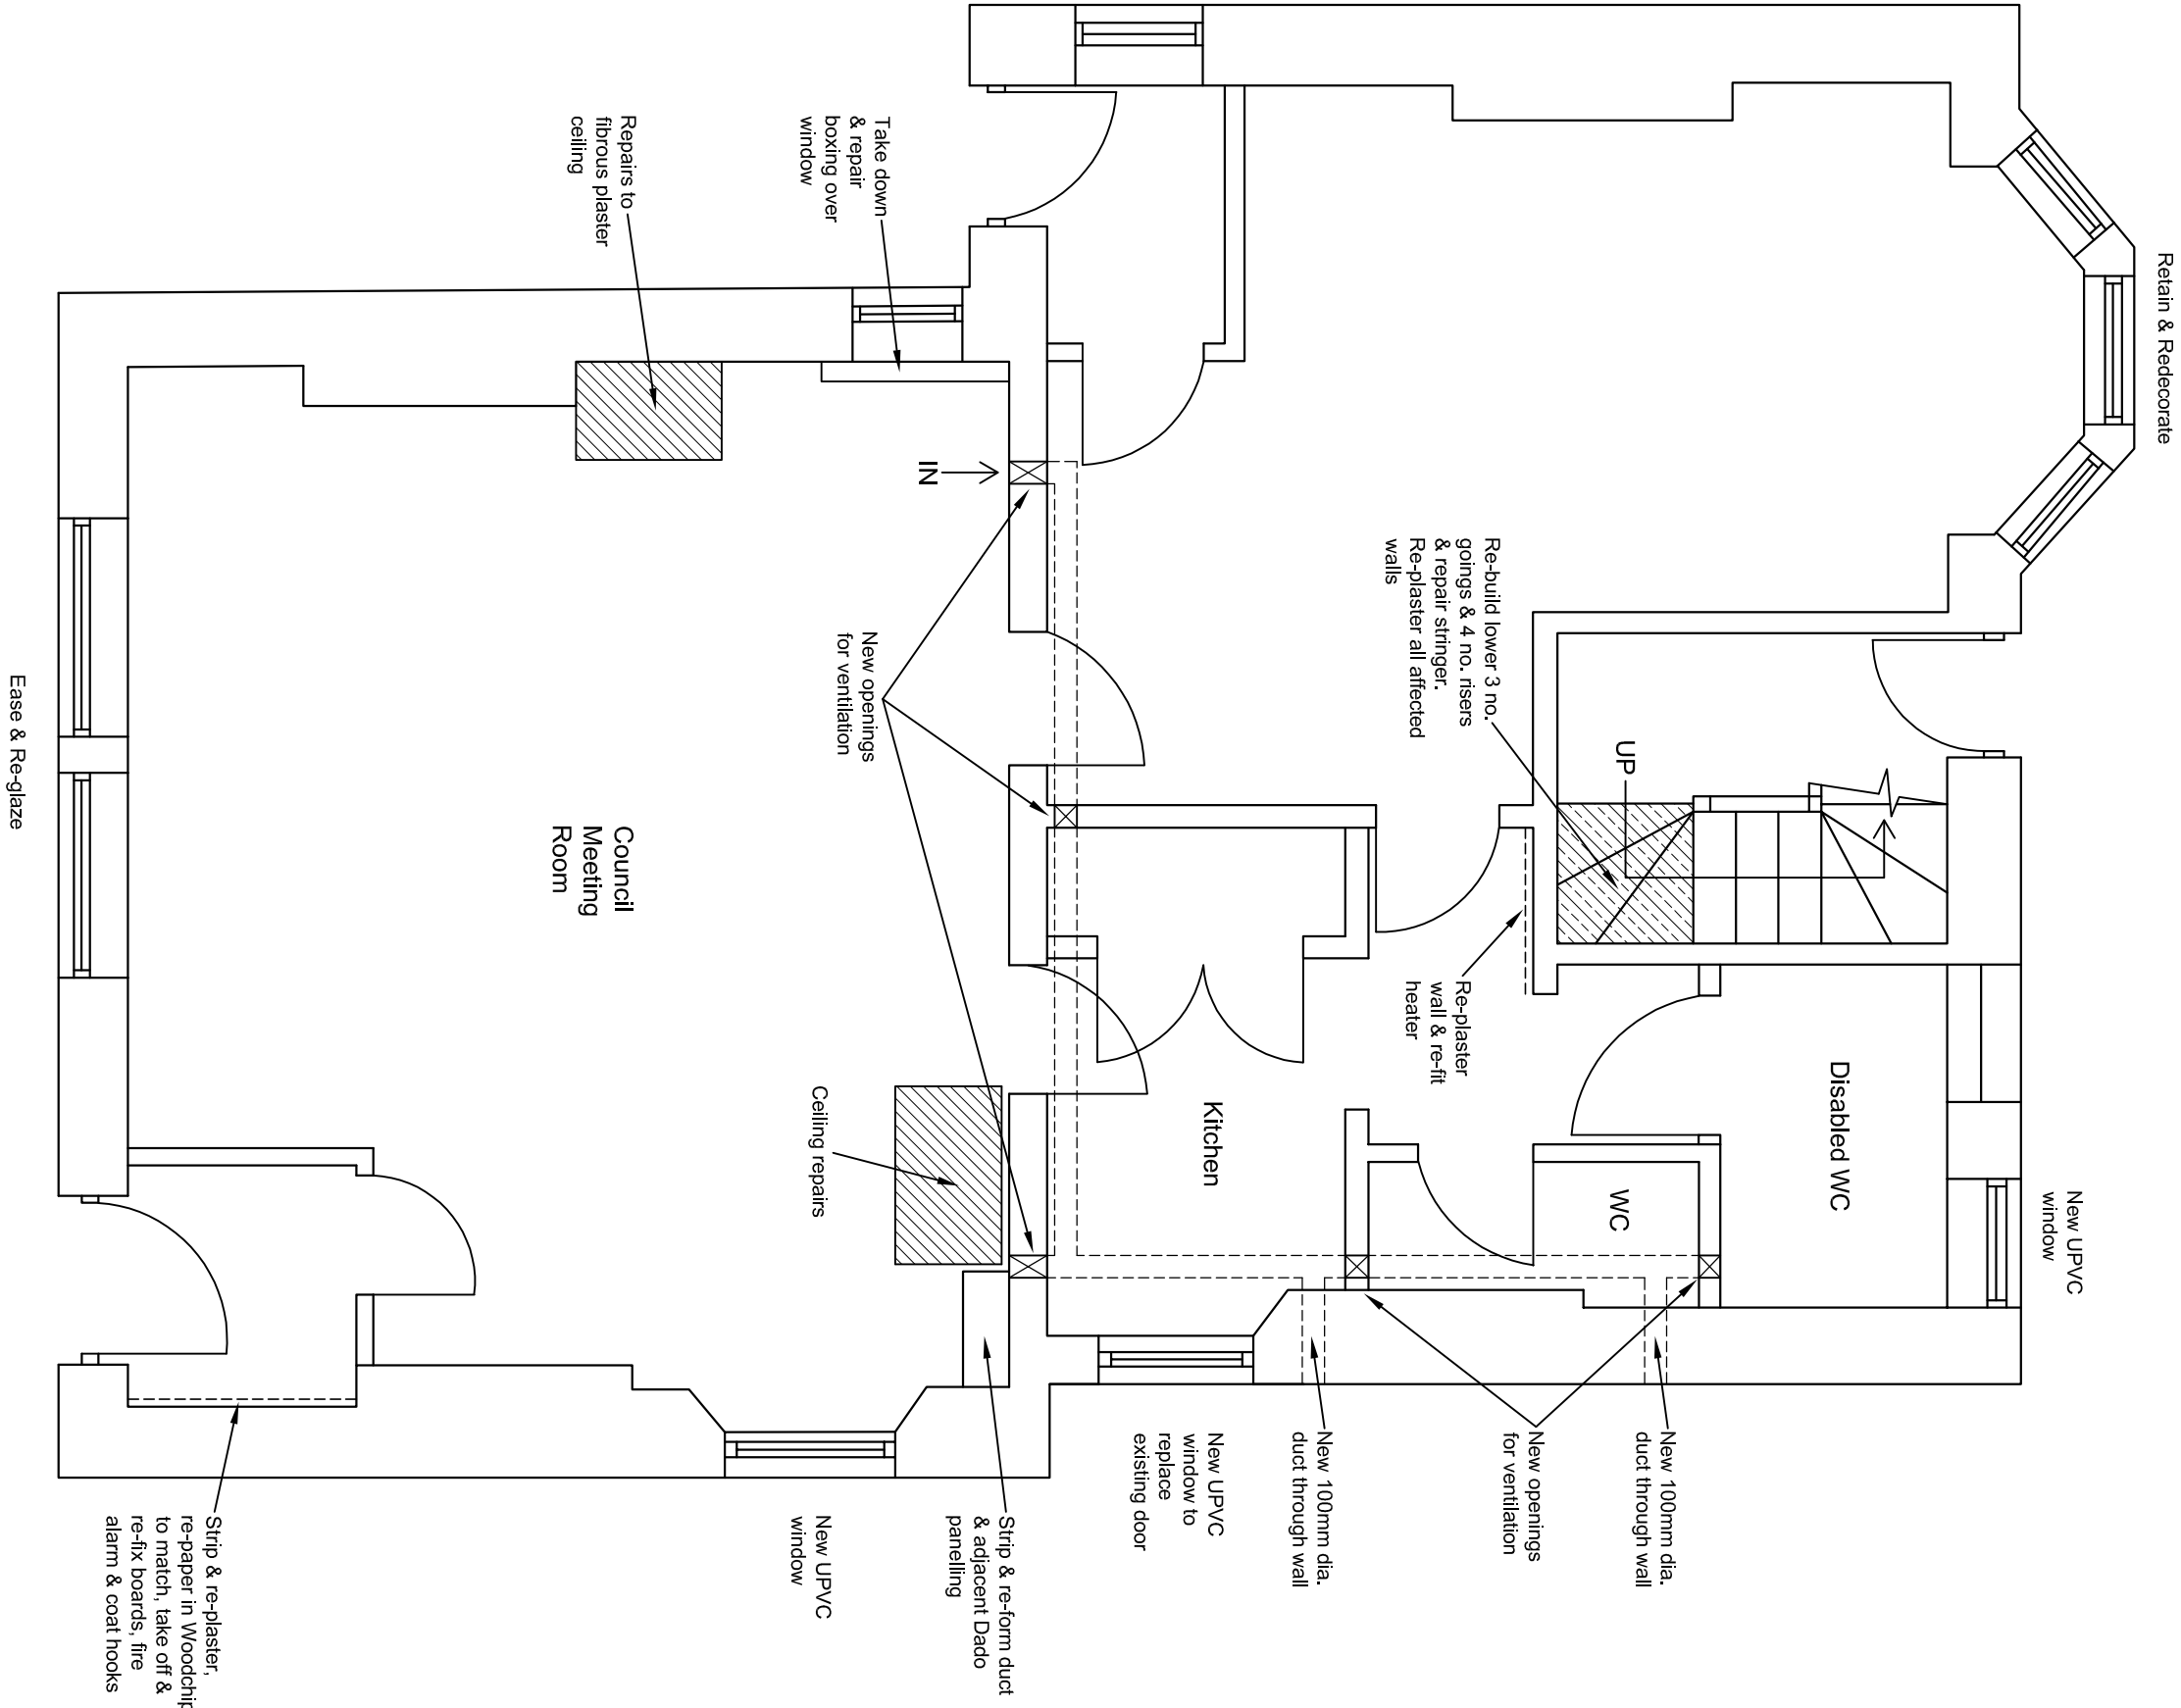 Retain & Redecorate
New UPVC
window
Disabled WC
WC
Kitchen
UP
Re-build lower 3 no.
goings & 4 no. risers
& repair stringer.
Re-plaster all affected
walls
Re-plaster
wall & re-fit
heater
New 100mm dia.
duct through wall
New openings
for ventilation
New 100mm dia.
duct through wall
New UPVC
window to
replace
existing door
Take down
& repair
boxing over
window
IN
New openings
for ventilation
Ceiling repairs
Strip & re-form duct
& adjacent Dado
panelling
New UPVC
window
Repairs to
fibrous plaster
ceiling
Council
Meeting
Room
Strip & re-plaster,
re-paper in Woodchip
to match, take off &
re-fix boards, fire
alarm & coat hooks
Ease & Re-glaze